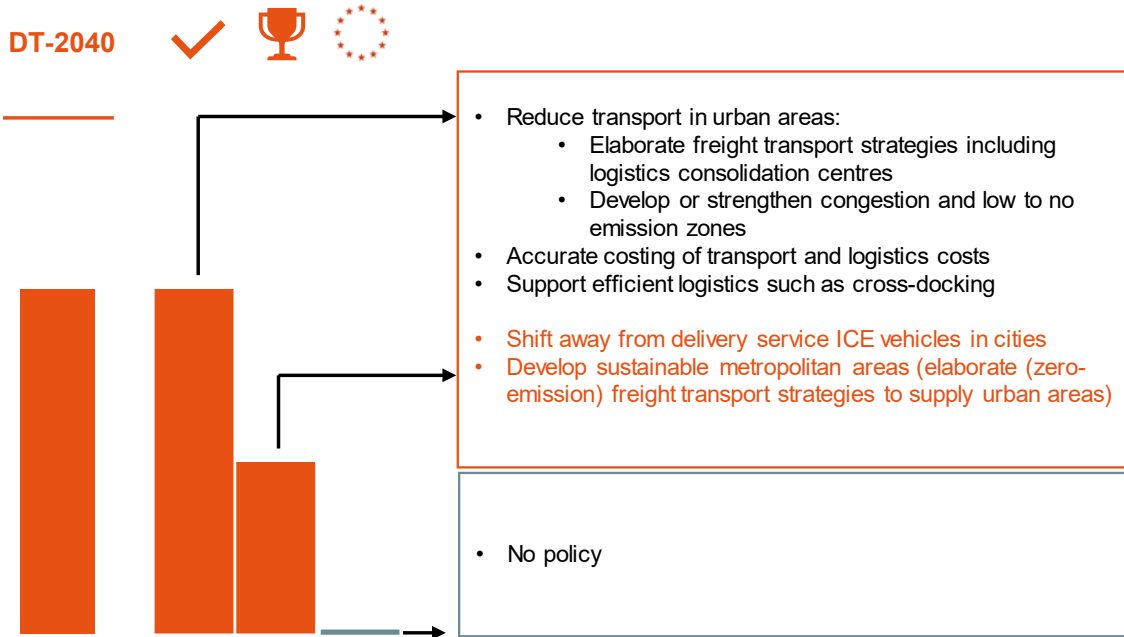 DT-2040
• Reduce transport in urban areas:
• Elaborate freight transport strategies including
logistics consolidation centres
• Develop or strengthen congestion and low to no
emission zones
• Accurate costing of transport and logistics costs
• Support efficient logistics such as cross-docking
• Shift away from delivery service ICE vehicles in cities
• Develop sustainable metropolitan areas (elaborate (zero-
emission) freight transport strategies to supply urban areas)
• No policy